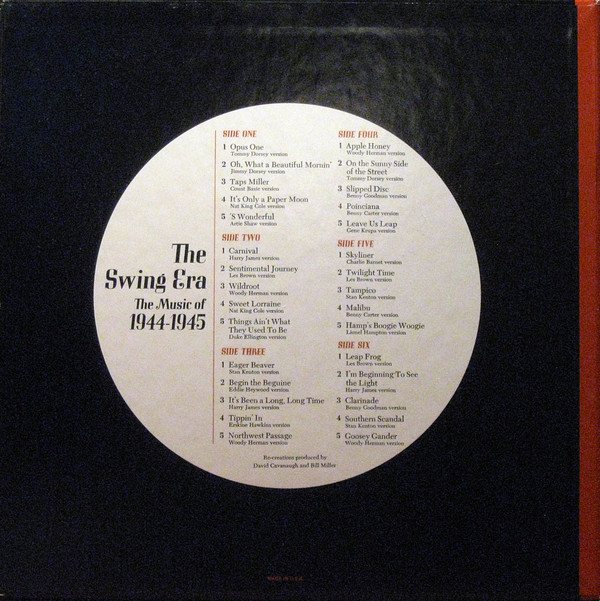 The
Swing Era
The Music of
1944-1945
SIDE ONE
1 Opus One
Tommy Dorsey version
2 Oh, What a Beautiful Mornin'
Jimmy Dorsey version
3 Taps Miller
Count Basie version
4 It's Only a Paper Moon
Nat King Cole version
5 'S Wonderful
Artie Shaw version
SIDE TWO
1 Carnival
Harry James version
2 Sentimental Journey
Les Brown version
3 Wildroot
Woody Herman version
4 Sweet Lorraine
Nat King Cole version
5 Things Ain't What
They Used To Be
Duke Ellington version
SIDE THREE
1 Eager Beaver
Stan Kenton version
2 Begin the Beguine
Eddie Heywood version
3 It's Been a Long, Long Time
Harry James version
4 Tippin' In
Erskine Hawkins version
5 Northwest Passage
Woody Herman version
SIDE FOUR
1 Apple Honey
Woody Herman version
2 On the Sunny Side
of the Street
Tommy Dorsey version
3 Slipped Disc
Benny Goodman version
4 Poinciana
Benny Carter version
5 Leave Us Leap
Gene Krupa version
SIDE FIVE
1 Skyliner
Charlie Barnet version
2 Twilight Time
Les Brown version
3 Tampico
Stan Kenton version
4 Malibu
Benny Carter version
5 Hamp's Boogie Woogie
Lionel Hampton version
SIDE SIX
1 Leap Frog
Les Brown version
2 I'm Beginning To See
the Light
Harry James version
3 Clarinade
Benny Goodman version
4 Southern Scandal
Stan Kenton version
5 Goosey Gander
Woody Herman version
Re-creations produced by
David Cavanaugh and Bill Miller
MADE IN U.S.A.